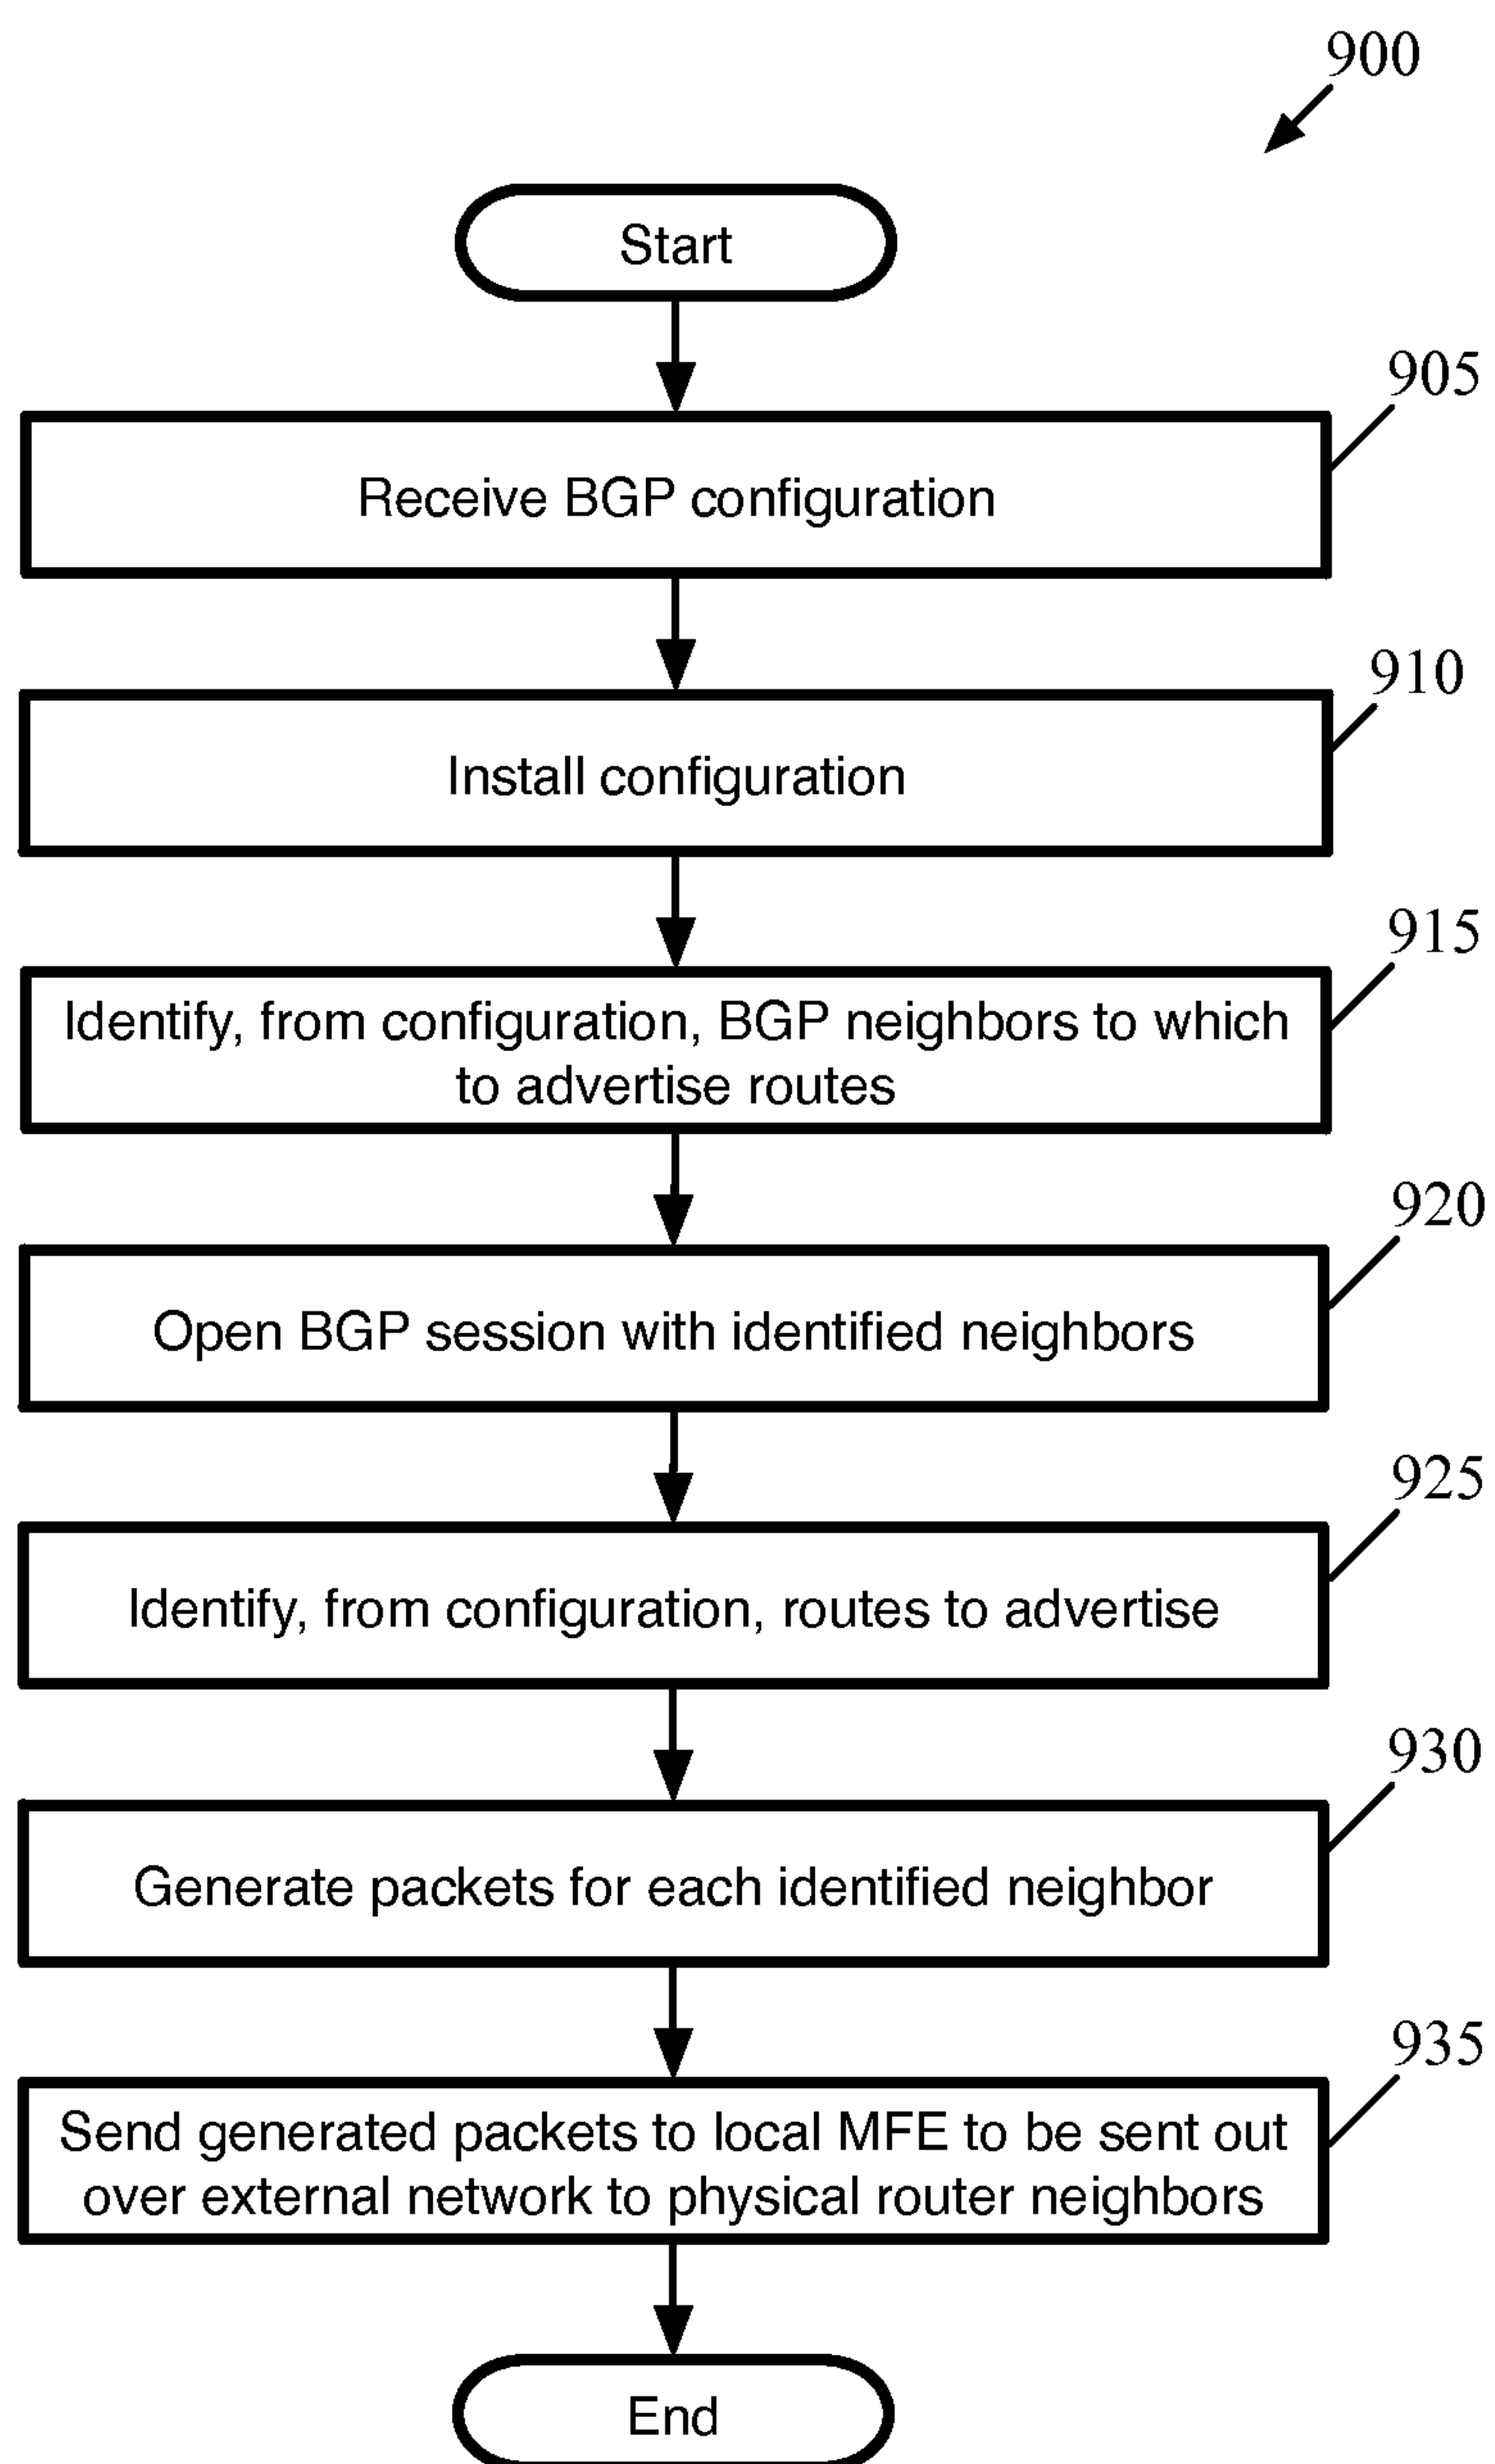 900
Start
905
Receive BGP configuration
910
Install configuration
915
Identify, from configuration, BGP neighbors to which
to advertise routes
920
Open BGP session with identified neighbors
925
Identify, from configuration, routes to advertise
930
Generate packets for each identified neighbor
935
Send generated packets to local MFE to be sent out
over external network to physical router neighbors
End